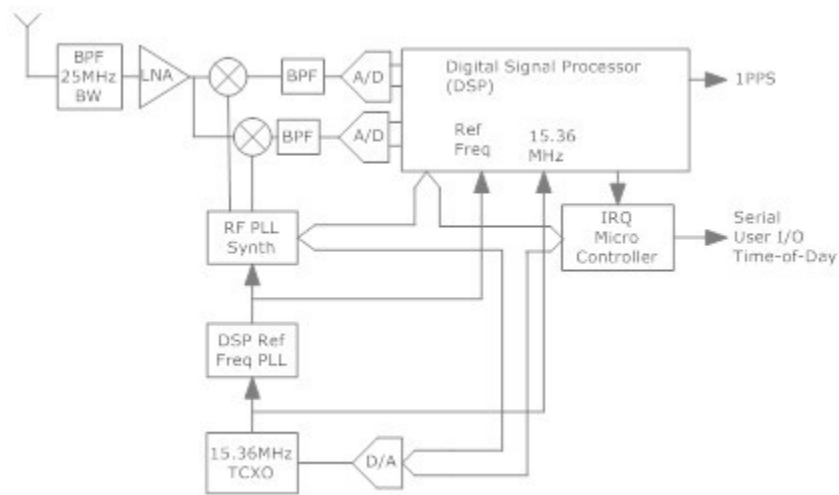 BPF
25MHz
BW
LNA
BPF
A/D
BPF
A/D
Digital Signal Processor
(DSP)
Ref
Freq
15.36
MHz
1PPS
RF PLL
Synth
IRQ
Micro
Controller
Serial
User I/O
Time-of-Day
DSP Ref
Freq PLL
15.36MHz
TCXO
D/A